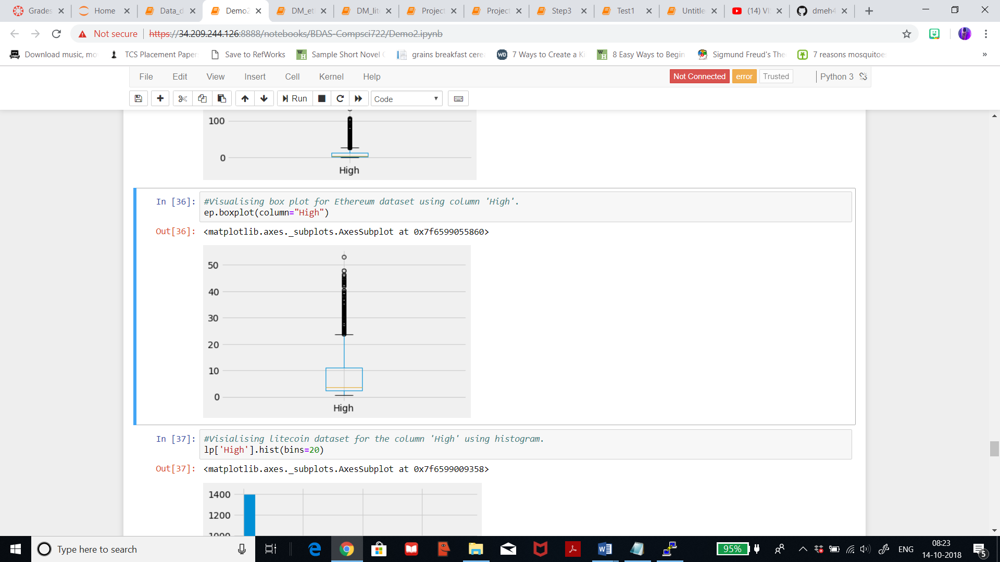 Grades
Home
Data_d
Demo2
DM_et
DM_lit
Project
Project
Step3
Test1
Untitle
(14) VI
dmeh4
Not secure
https://34.209.244.126:8888/notebooks/BDAS-Compsci722/Demo2.ipynb
Download music, mo
TCS Placement Paper
Save to RefWorks
Sample Short Novel
grains breakfast cerea
7 Ways to Create a Ki
8 Easy Ways to Begin
Sigmund Freud's The
7 reasons mosquitoes
»
File Edit View Insert Cell Kernel Help
Not Connected error Trusted Python 3
Run Code
100
0
High
In [36]: #Visualising box plot for Ethereum dataset using column 'High'.
ep.boxplot(column="High")
Out[36]: <matplotlib.axes._subplots.AxesSubplot at 0x7f6599055860>
50
40
30
20
10
0
High
In [37]: #Visialising litecoin dataset for the column 'High' using histogram.
lp['High'].hist(bins=20)
Out[37]: <matplotlib.axes._subplots.AxesSubplot at 0x7f6599009358>
1400
1200
1000
Type here to search
95%
ENG
08:23
14-10-2018
5